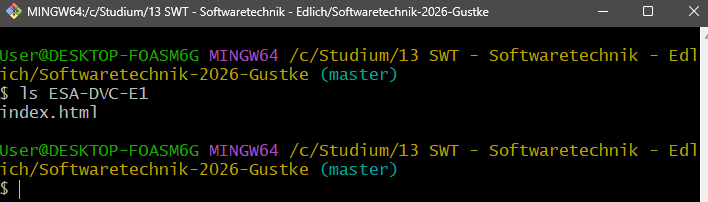 MINGW64:/c/Studium/13 SWT - Softwaretechnik - Edlich/Softwaretechnik-2026-Gustke
User@DESKTOP-FOASM6G MINGW64 /c/Studium/13 SWT - Softwaretechnik - Edl
ich/Softwaretechnik-2026-Gustke (master)
$ ls ESA-DVC-E1
index.html
User@DESKTOP-FOASM6G MINGW64 /c/Studium/13 SWT - Softwaretechnik - Edl
ich/Softwaretechnik-2026-Gustke (master)
$